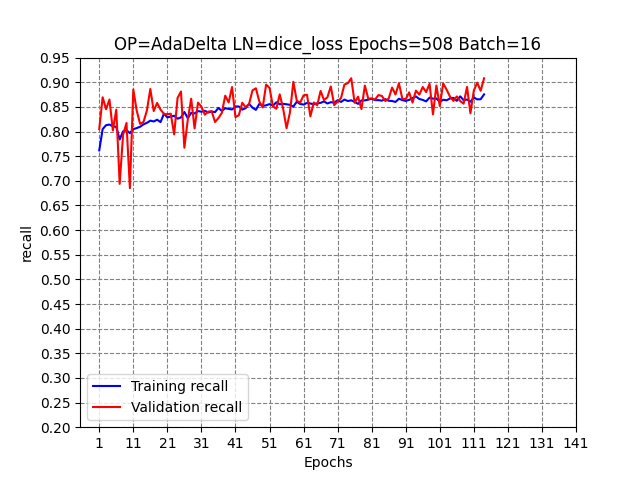 OP=AdaDelta LN=dice_loss Epochs=508 Batch=16
0.95
0.90
0.85
0.80
0.75
0.70
0.65
0.60
0.55
0.50
0.45
0.40
0.35
0.30
0.25
0.20
recall
Training recall
Validation recall
1 11 21 31 41 51 61 71 81 91 101 111 121 131 141
Epochs